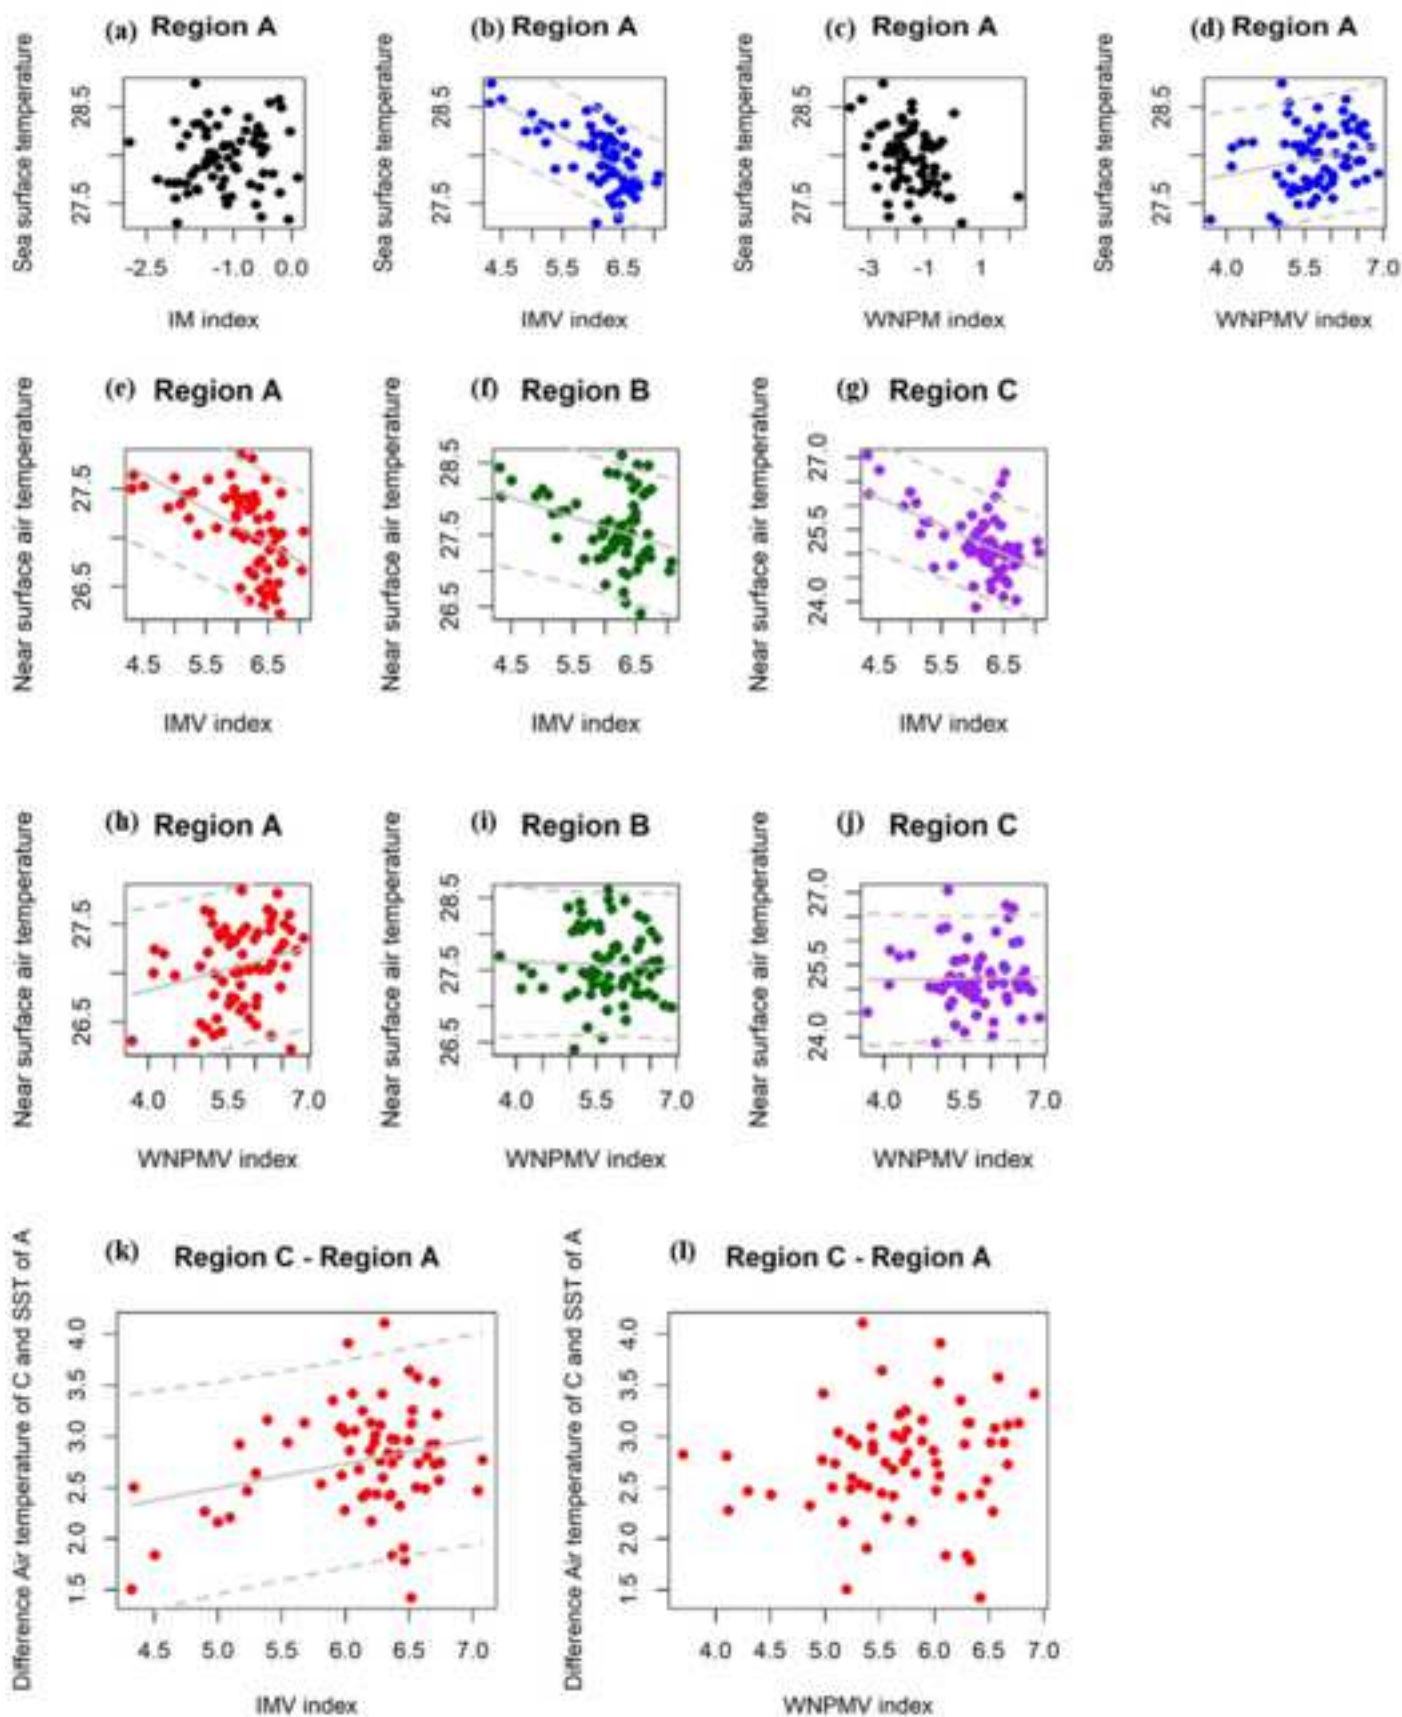 (a) Region A
Sea surface temperature
28.5
27.5
-2.5 -1.0 0.0
IM index
(b) Region A
Sea surface temperature
28.5
27.5
4.5 5.5 6.5
IMV index
(c) Region A
Sea surface temperature
28.5
27.5
-3 -1 1
WNPM index
(d) Region A
Sea surface temperature
28.5
27.5
4.0 5.5 7.0
WNPMV index
(e) Region A
Near surface air temperature
27.5
26.5
4.5 5.5 6.5
IMV index
(f) Region B
Near surface air temperature
28.5
27.5
26.5
4.5 5.5 6.5
IMV index
(g) Region C
Near surface air temperature
27.0
25.5
24.0
4.5 5.5 6.5
IMV index
(h) Region A
Near surface air temperature
27.5
26.5
4.0 5.5 7.0
WNPMV index
(i) Region B
Near surface air temperature
28.5
27.5
26.5
4.0 5.5 7.0
WNPMV index
(j) Region C
Near surface air temperature
27.0
25.5
24.0
4.0 5.5 7.0
WNPMV index
(k) Region C - Region A
Difference Air temperature of C and SST of A
4.0
3.5
3.0
2.5
2.0
1.5
4.5 5.0 5.5 6.0 6.5 7.0
IMV index
(l) Region C - Region A
Difference Air temperature of C and SST of A
4.0
3.5
3.0
2.5
2.0
1.5
4.0 4.5 5.0 5.5 6.0 6.5 7.0
WNPMV index